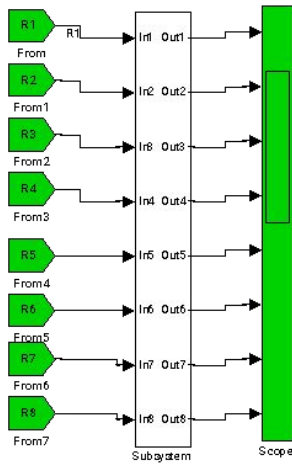 R1
R1
In1 Out1
From
R2
In2 Out2
From1
R3
In3 Out3
From2
R4
In4 Out4
From3
R5
In5 Out5
From4
R6
In6 Out6
From5
R7
In7 Out7
From6
R8
In8 Out8
From7
Subsystem
Scope